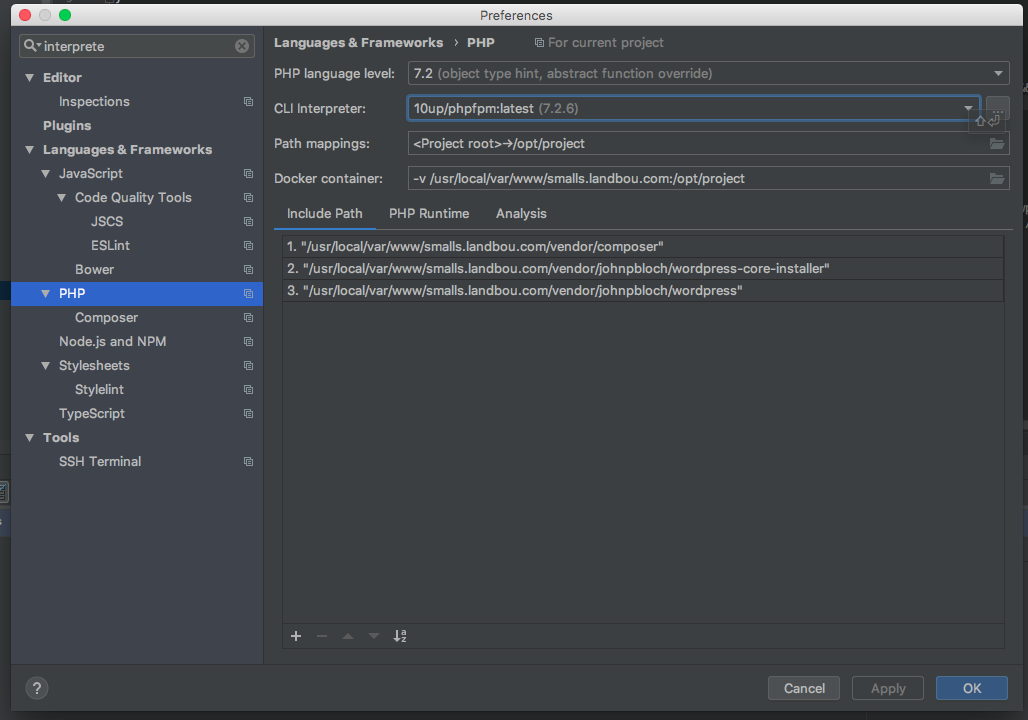 Preferences
interprete
Editor
Inspections
Plugins
Languages & Frameworks
JavaScript
Code Quality Tools
JSCS
ESLint
Bower
PHP
Composer
Node.js and NPM
Stylesheets
Stylelint
TypeScript
Tools
SSH Terminal
Languages & Frameworks › PHP For current project
PHP language level: 7.2 (object type hint, abstract function override)
CLI Interpreter: 10up/phpfpm:latest (7.2.6) ...
Path mappings: <Project root>→/opt/project
Docker container: -v /usr/local/var/www/smalls.landbou.com:/opt/project
Include Path PHP Runtime Analysis
1. "/usr/local/var/www/smalls.landbou.com/vendor/composer"
2. "/usr/local/var/www/smalls.landbou.com/vendor/johnpbloch/wordpress-core-installer"
3. "/usr/local/var/www/smalls.landbou.com/vendor/johnpbloch/wordpress"
? Cancel Apply OK